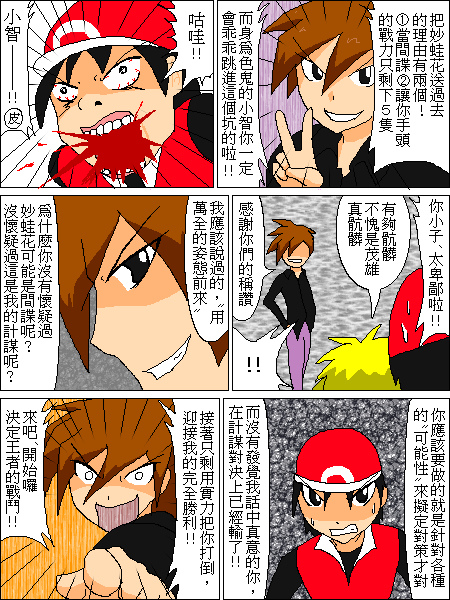 把妙蛙花送過去
的理由有兩個！
①當間諜②讓你手頭
的戰力只剩下５隻
而身為色鬼的小智你一定
會乖乖跳進這個坑的啦!!
咕哇!!
小智
──!!
皮
你小子、太卑鄙啦!!
有夠骯髒
不愧是茂雄
真骯髒
感謝你們的稱讚
!!
我應該說過的，"用
萬全的姿態前來"
為什麼你沒有懷疑過
妙蛙花可能是間諜呢？
沒懷疑過這是我的計謀呢？
你應該要做的就是針對各種
的"可能性"來擬定對策才對
而沒有發覺我話中真意的你，
在計謀對決上已經輸了!!
接著只剩用實力把你打倒，
迎接我的完全勝利!!
來吧、開始囉
決定王者的戰鬥!!